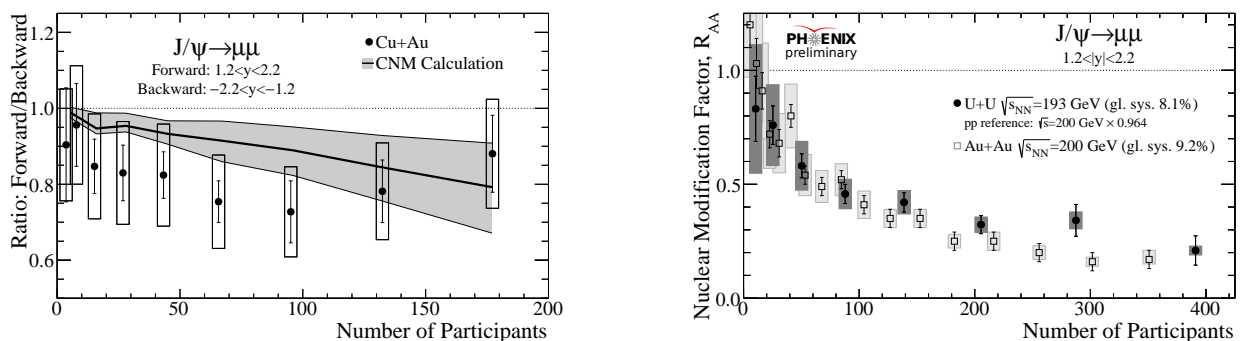 Ratio: Forward/Backward
1.2
1.0
0.8
0.6
J/ψ→μμ
Forward: 1.2<y<2.2
Backward: −2.2<y<−1.2
Cu+Au
CNM Calculation
0
50
100
150
200
Number of Participants
Nuclear Modification Factor, R_AA
1.0
0.5
0.0
PHENIX
preliminary
J/ψ→μμ
1.2<|y|<2.2
U+U √s_NN=193 GeV (gl. sys. 8.1%)
pp reference: √s=200 GeV × 0.964
Au+Au √s_NN=200 GeV (gl. sys. 9.2%)
0
100
200
300
400
Number of Participants